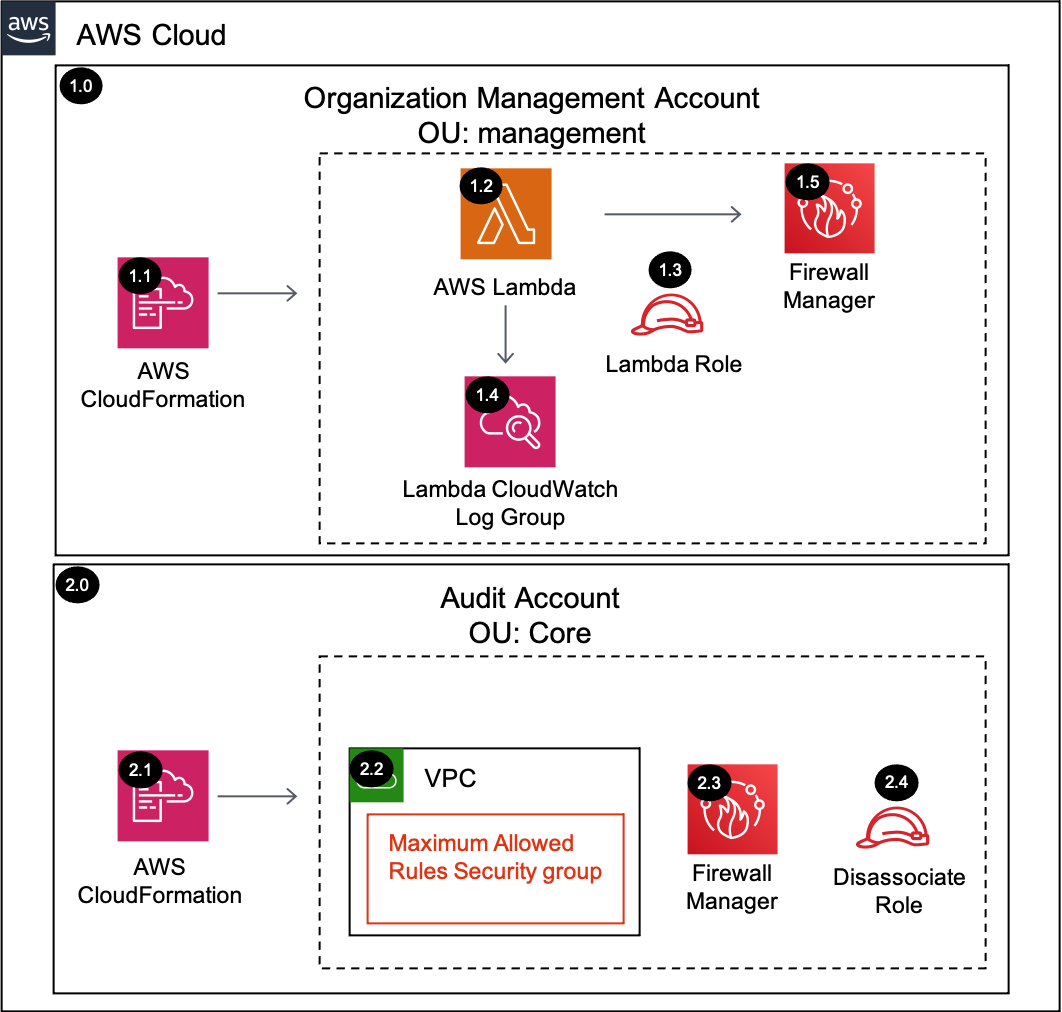 aws
AWS Cloud
1.0
Organization Management Account
OU: management
1.2
1.5
1.1
1.3
AWS Lambda
Firewall
Manager
AWS
CloudFormation
Lambda Role
1.4
Lambda CloudWatch
Log Group
2.0
Audit Account
OU: Core
2.1
2.2
VPC
2.3
2.4
Maximum Allowed
Rules Security group
AWS
CloudFormation
Firewall
Manager
Disassociate
Role